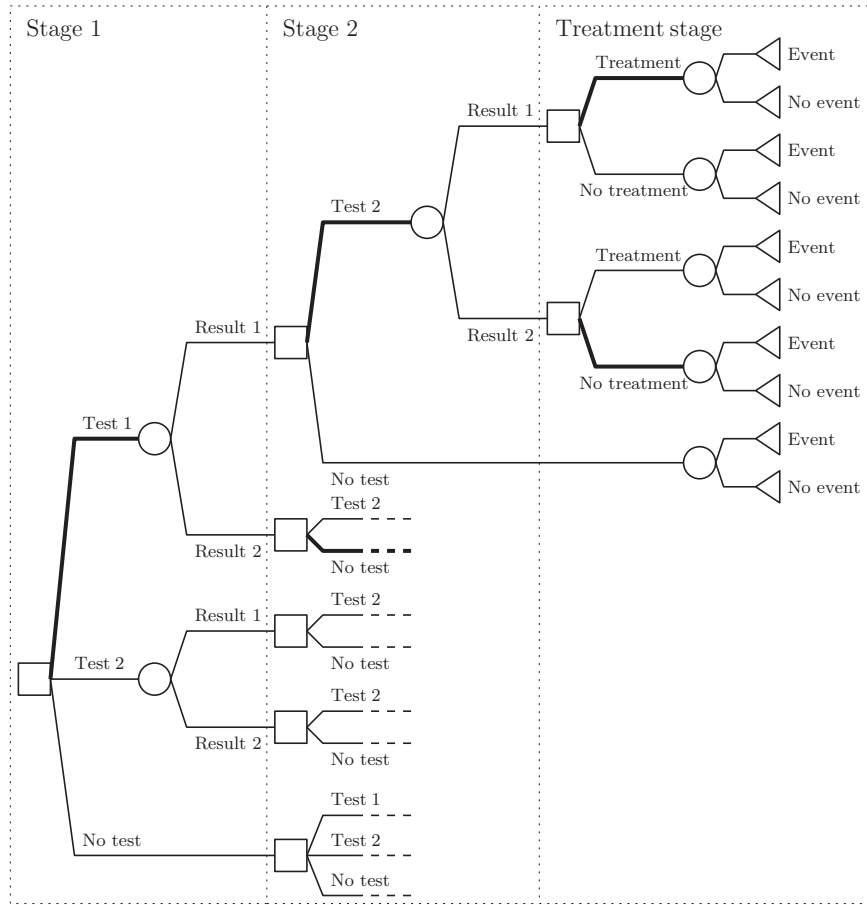 Stage 1
Stage 2
Treatment stage
Treatment
Event
No event
Result 1
Event
No treatment
No event
Test 2
Treatment
Event
No event
Result 1
Result 2
Event
No treatment
No event
Test 1
Event
No test
No event
Test 2
Result 2
No test
Result 1
Test 2
Test 2
No test
Test 2
Result 2
No test
Test 1
No test
Test 2
No test